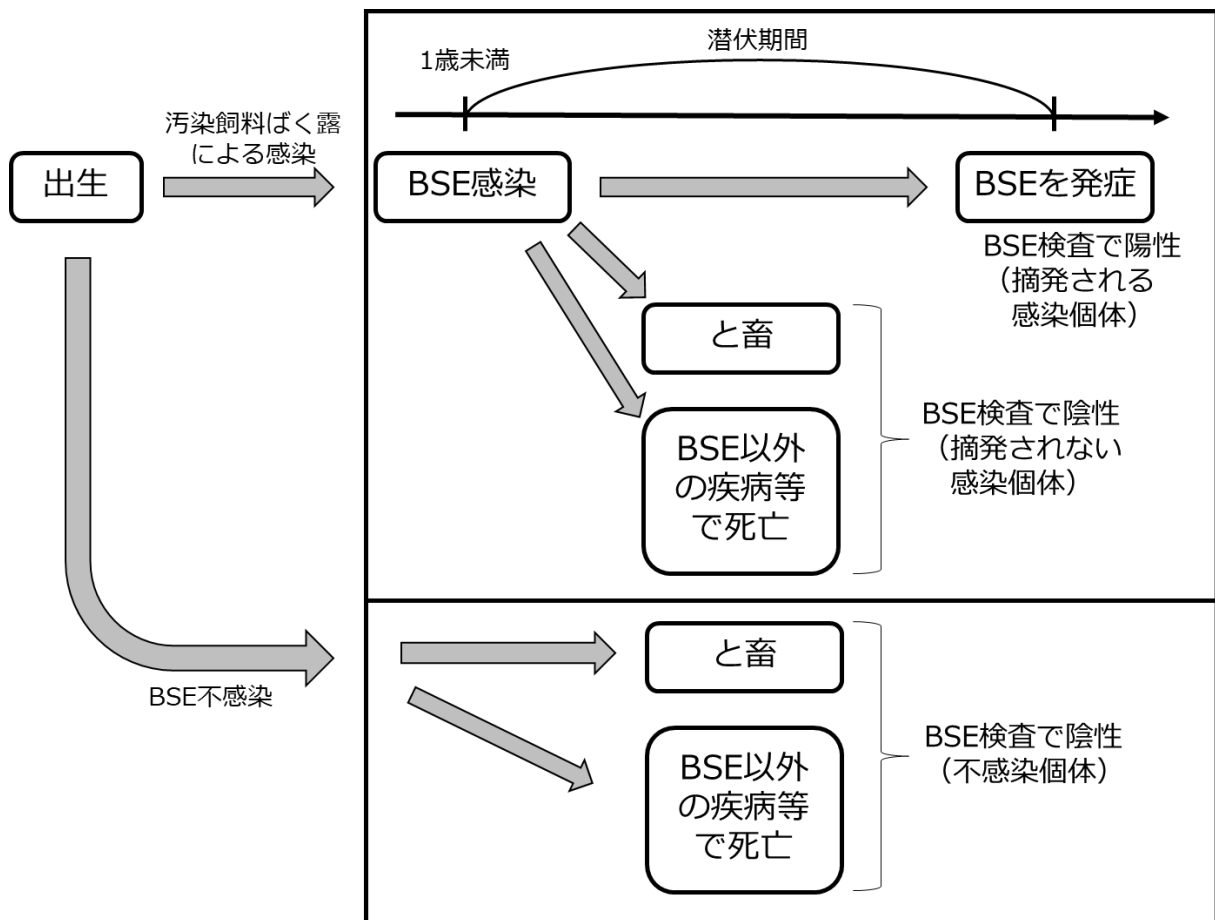 潜伏期間
1歳未満
汚染飼料ばく露
による感染
出生
BSE感染
BSEを発症
BSE検査で陽性
（摘発される
感染個体）
と畜
BSE以外
の疾病等
で死亡
BSE検査で陰性
（摘発されない
感染個体）
BSE不感染
と畜
BSE以外
の疾病等
で死亡
BSE検査で陰性
（不感染個体）